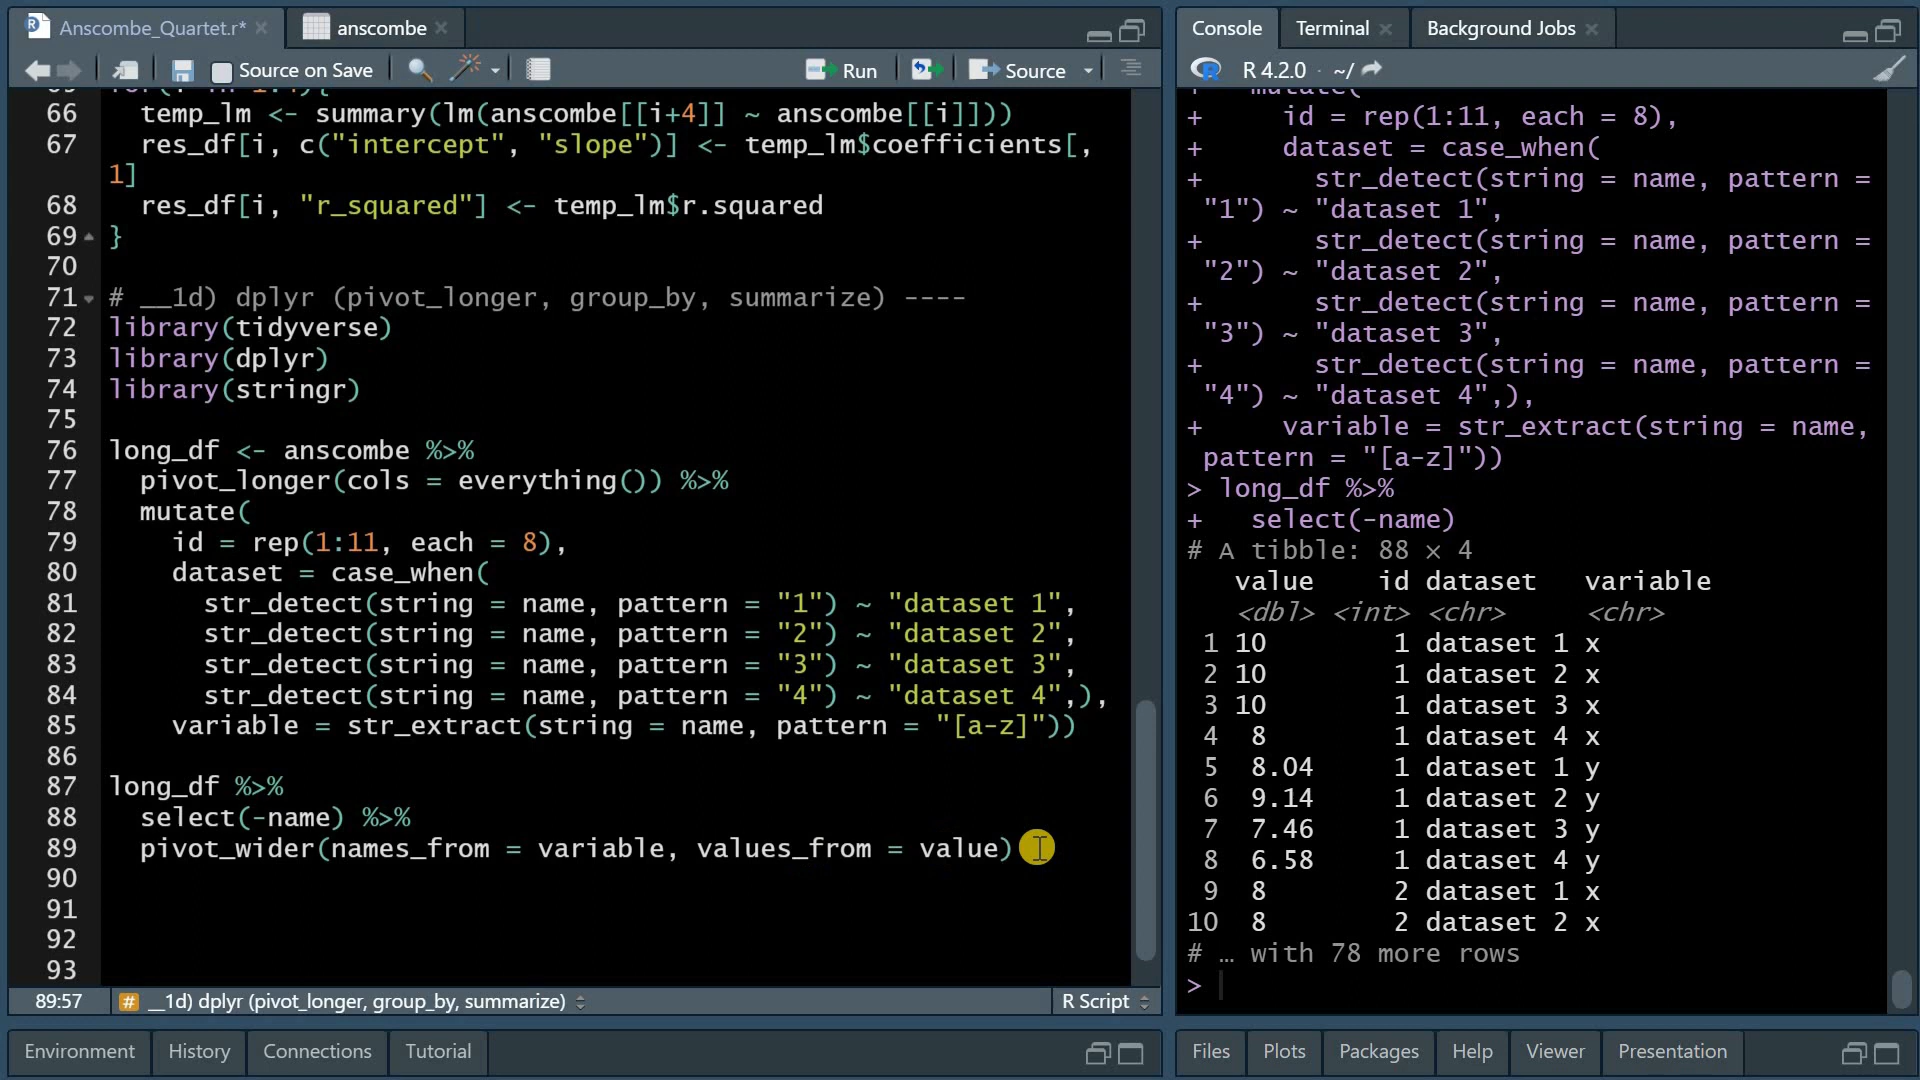 Anscombe_Quartet.r*
anscombe
Source on Save
Run
Source
66 temp_lm <- summary(lm(anscombe[[i+4]] ~ anscombe[[i]]))
67 res_df[i, c("intercept", "slope")] <- temp_lm$coefficients[,
1]
68 res_df[i, "r_squared"] <- temp_lm$r.squared
69 }
70
71 # __1d) dplyr (pivot_longer, group_by, summarize) ----
72 library(tidyverse)
73 library(dplyr)
74 library(stringr)
75
76 long_df <- anscombe %>%
77 pivot_longer(cols = everything()) %>%
78 mutate(
79 id = rep(1:11, each = 8),
80 dataset = case_when(
81 str_detect(string = name, pattern = "1") ~ "dataset 1",
82 str_detect(string = name, pattern = "2") ~ "dataset 2",
83 str_detect(string = name, pattern = "3") ~ "dataset 3",
84 str_detect(string = name, pattern = "4") ~ "dataset 4",),
85 variable = str_extract(string = name, pattern = "[a-z]"))
86
87 long_df %>%
88 select(-name) %>%
89 pivot_wider(names_from = variable, values_from = value)
90
91
92
93
89:57
# __1d) dplyr (pivot_longer, group_by, summarize)
R Script
Environment
History
Connections
Tutorial
Console
Terminal
Background Jobs
R 4.2.0 · ~/
+ mutate(
+ id = rep(1:11, each = 8),
+ dataset = case_when(
+ str_detect(string = name, pattern =
"1") ~ "dataset 1",
+ str_detect(string = name, pattern =
"2") ~ "dataset 2",
+ str_detect(string = name, pattern =
"3") ~ "dataset 3",
+ str_detect(string = name, pattern =
"4") ~ "dataset 4",),
+ variable = str_extract(string = name,
pattern = "[a-z]"))
> long_df %>%
+ select(-name)
# A tibble: 88 × 4
value id dataset variable
<dbl> <int> <chr> <chr>
1 10 1 dataset 1 x
2 10 1 dataset 2 x
3 10 1 dataset 3 x
4 8 1 dataset 4 x
5 8.04 1 dataset 1 y
6 9.14 1 dataset 2 y
7 7.46 1 dataset 3 y
8 6.58 1 dataset 4 y
9 8 2 dataset 1 x
10 8 2 dataset 2 x
# … with 78 more rows
>
Files
Plots
Packages
Help
Viewer
Presentation